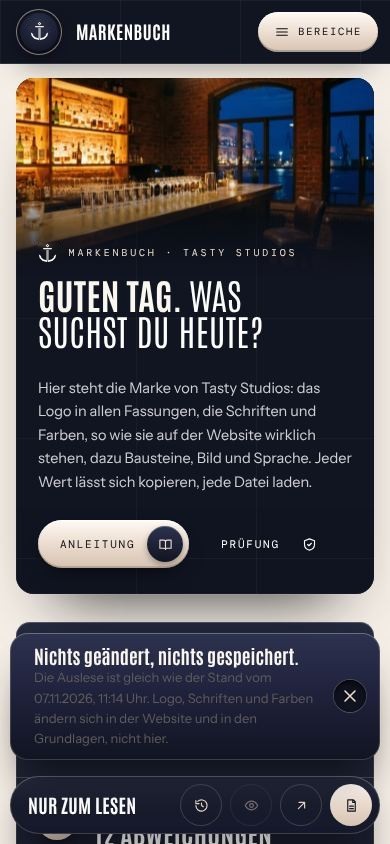 MARKENBUCH
BEREICHE
MARKENBUCH · TASTY STUDIOS
GUTEN TAG. WAS
SUCHST DU HEUTE?
Hier steht die Marke von Tasty Studios: das
Logo in allen Fassungen, die Schriften und
Farben, so wie sie auf der Website wirklich
stehen, dazu Bausteine, Bild und Sprache. Jeder
Wert lässt sich kopieren, jede Datei laden.
ANLEITUNG
PRÜFUNG
Nichts geändert, nichts gespeichert.
Die Auslese ist gleich wie der Stand vom
07.11.2026, 11:14 Uhr. Logo, Schriften und Farben
ändern sich in der Website und in den
Grundlagen, nicht hier.
NUR ZUM LESEN
12 ABWEICHUNGEN